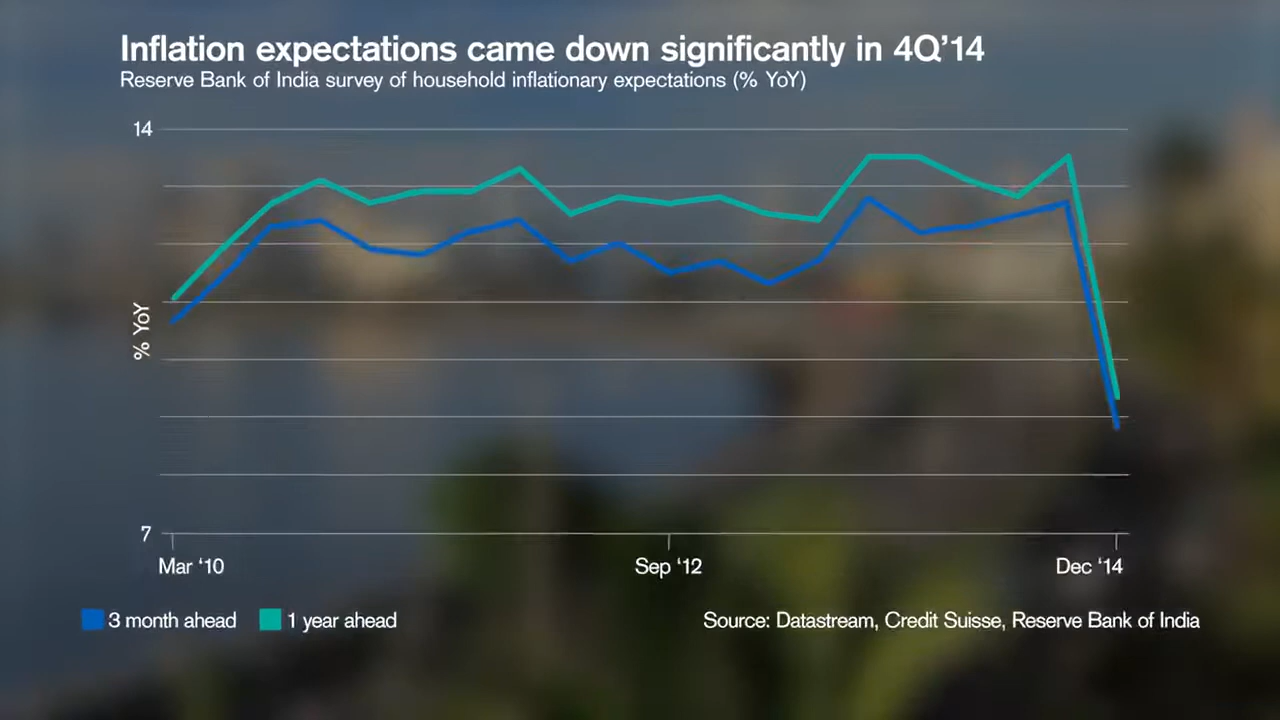 Inflation expectations came down significantly in 4Q’14
Reserve Bank of India survey of household inflationary expectations (% YoY)
14
% YoY
7
Mar ‘10
Sep ‘12
Dec ‘14
3 month ahead
1 year ahead
Source: Datastream, Credit Suisse, Reserve Bank of India